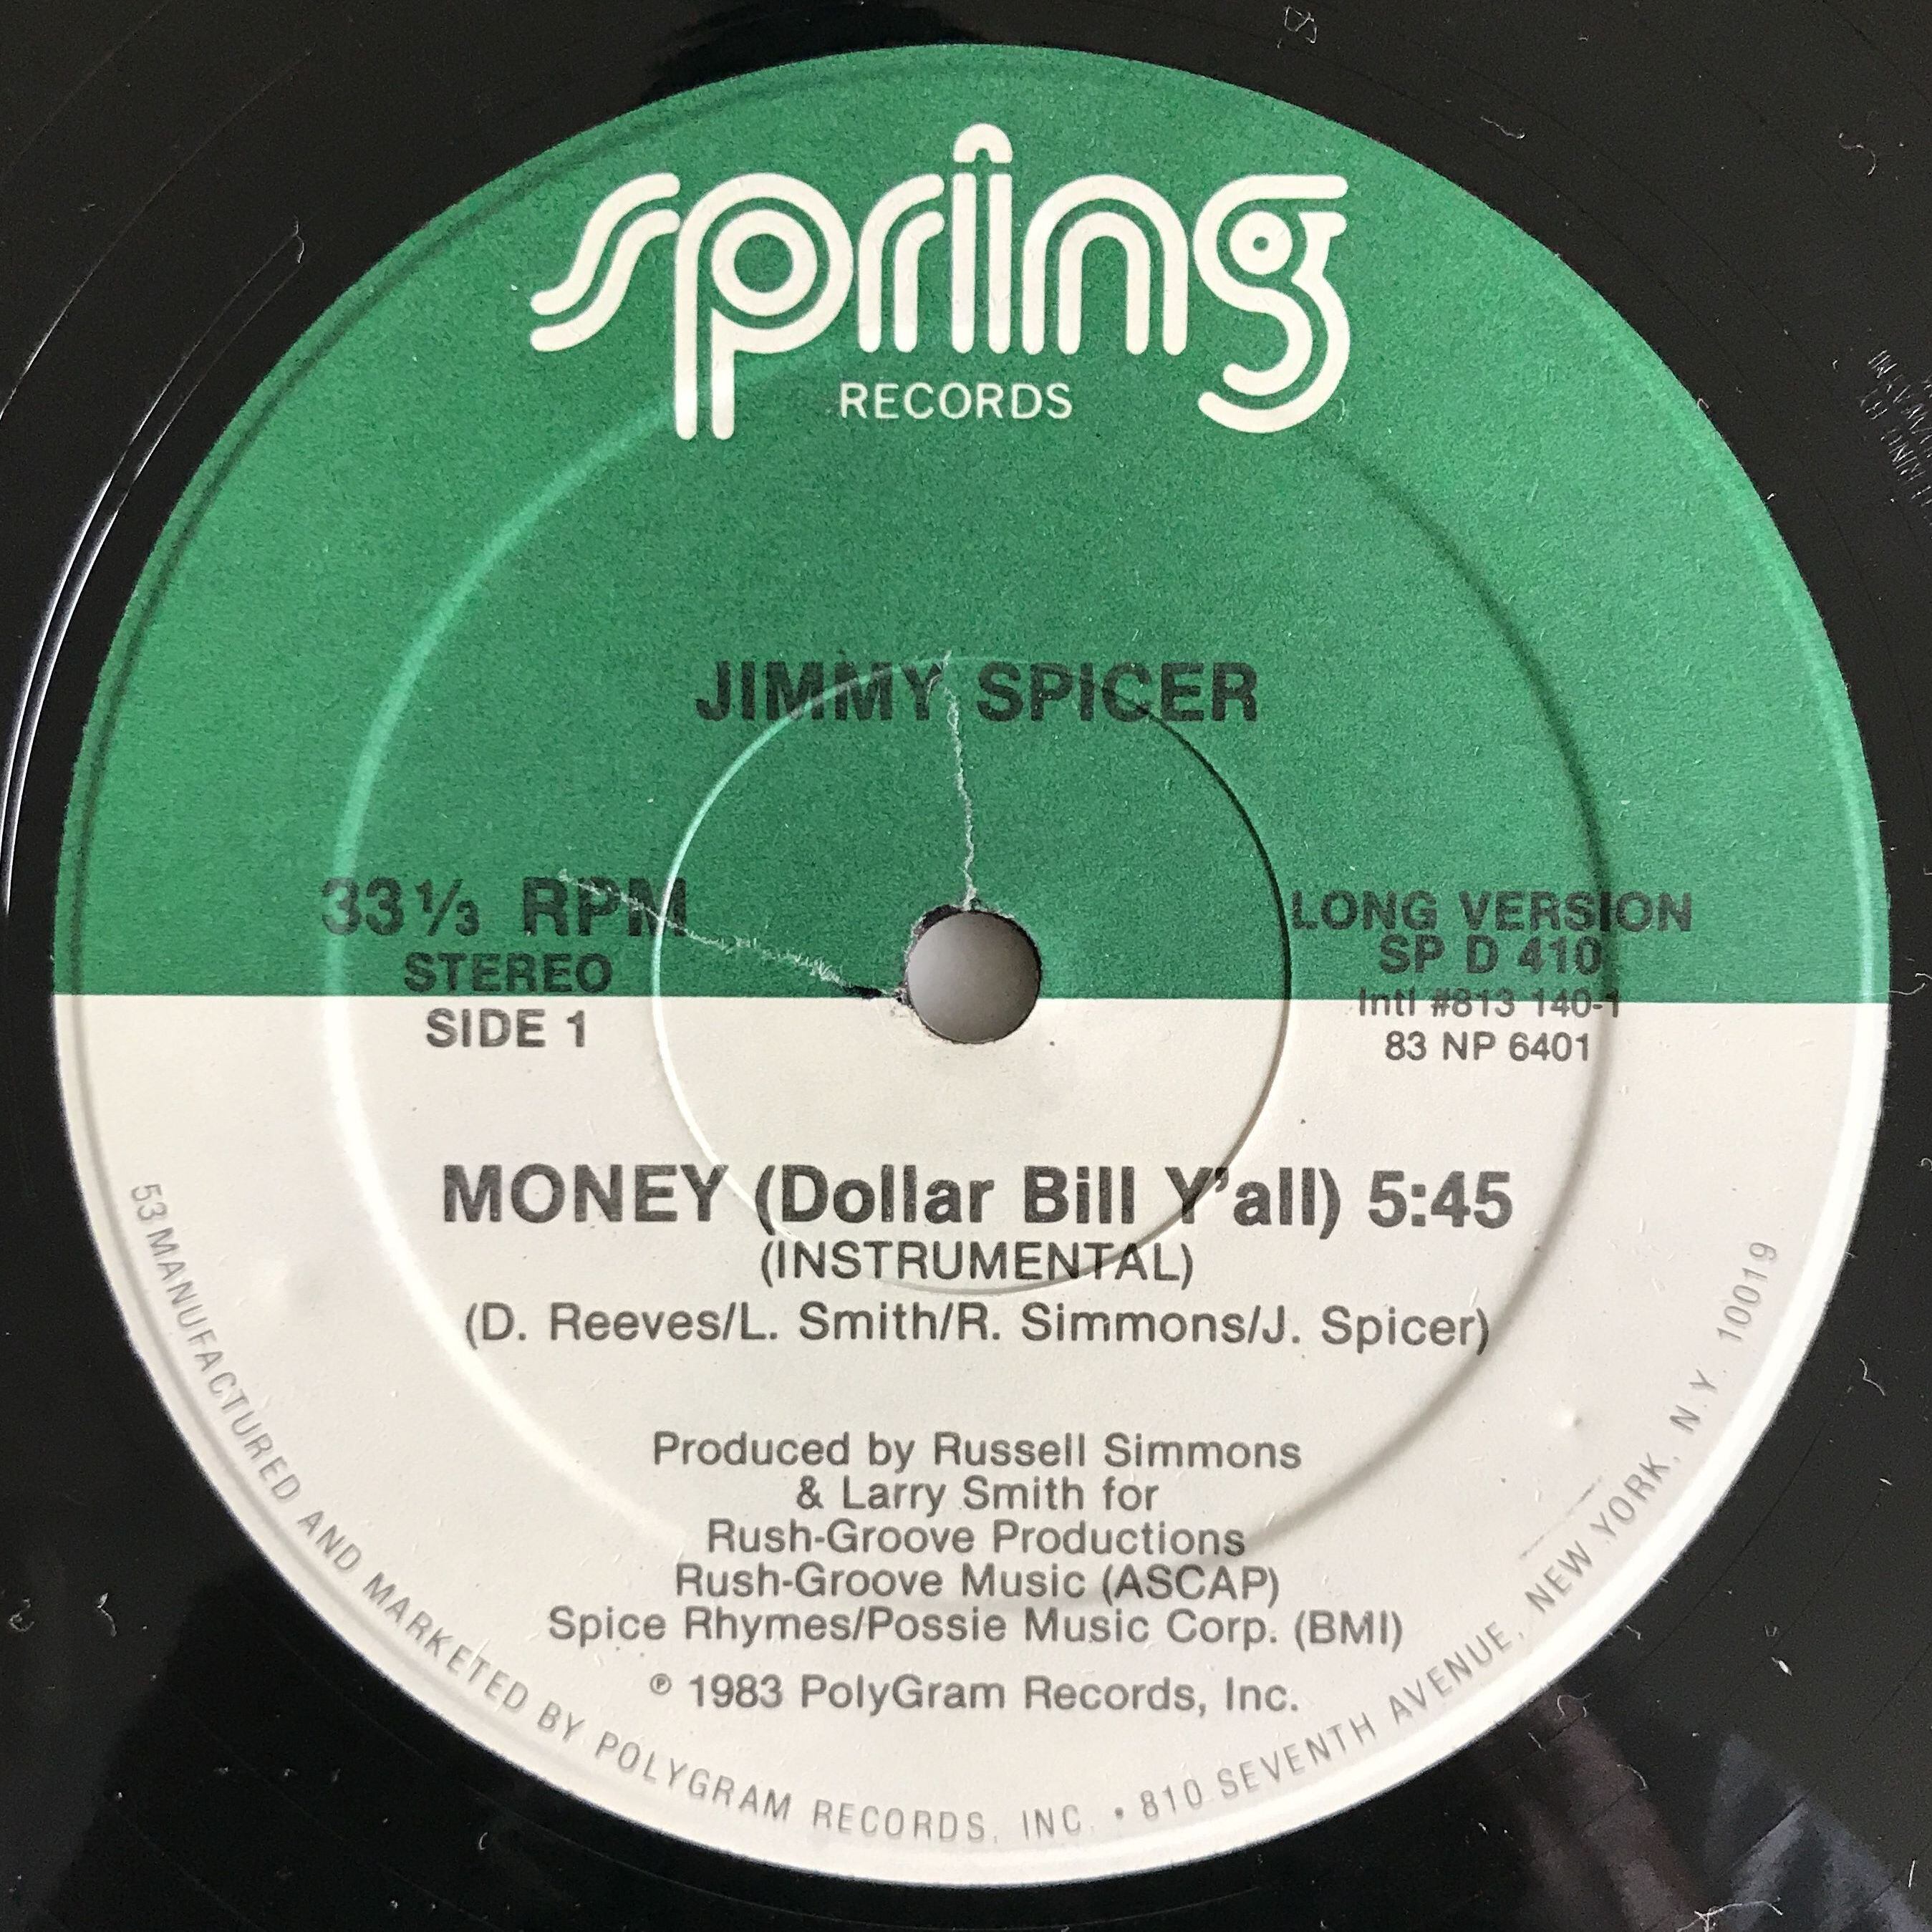 spring
RECORDS
JIMMY SPICER
33 ⅓ RPM
STEREO
SIDE 1
LONG VERSION
SP D 410
Intl #813 140-1
83 NP 6401
MONEY (Dollar Bill Y'all) 5:45
(INSTRUMENTAL)
(D. Reeves/L. Smith/R. Simmons/J. Spicer)
Produced by Russell Simmons
& Larry Smith for
Rush-Groove Productions
Rush-Groove Music (ASCAP)
Spice Rhymes/Possie Music Corp. (BMI)
℗ 1983 PolyGram Records, Inc.
53 MANUFACTURED AND MARKETED BY POLYGRAM RECORDS, INC. • 810 SEVENTH AVENUE, NEW YORK, N.Y. 10019